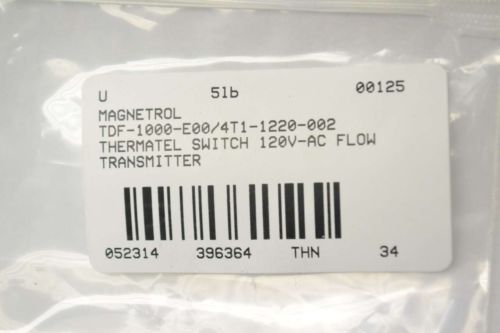 U 51b 00125
MAGNETROL
TDF-1000-E00/4T1-1220-002
THERMATEL SWITCH 120V-AC FLOW
TRANSMITTER
052314 396364 THN 34